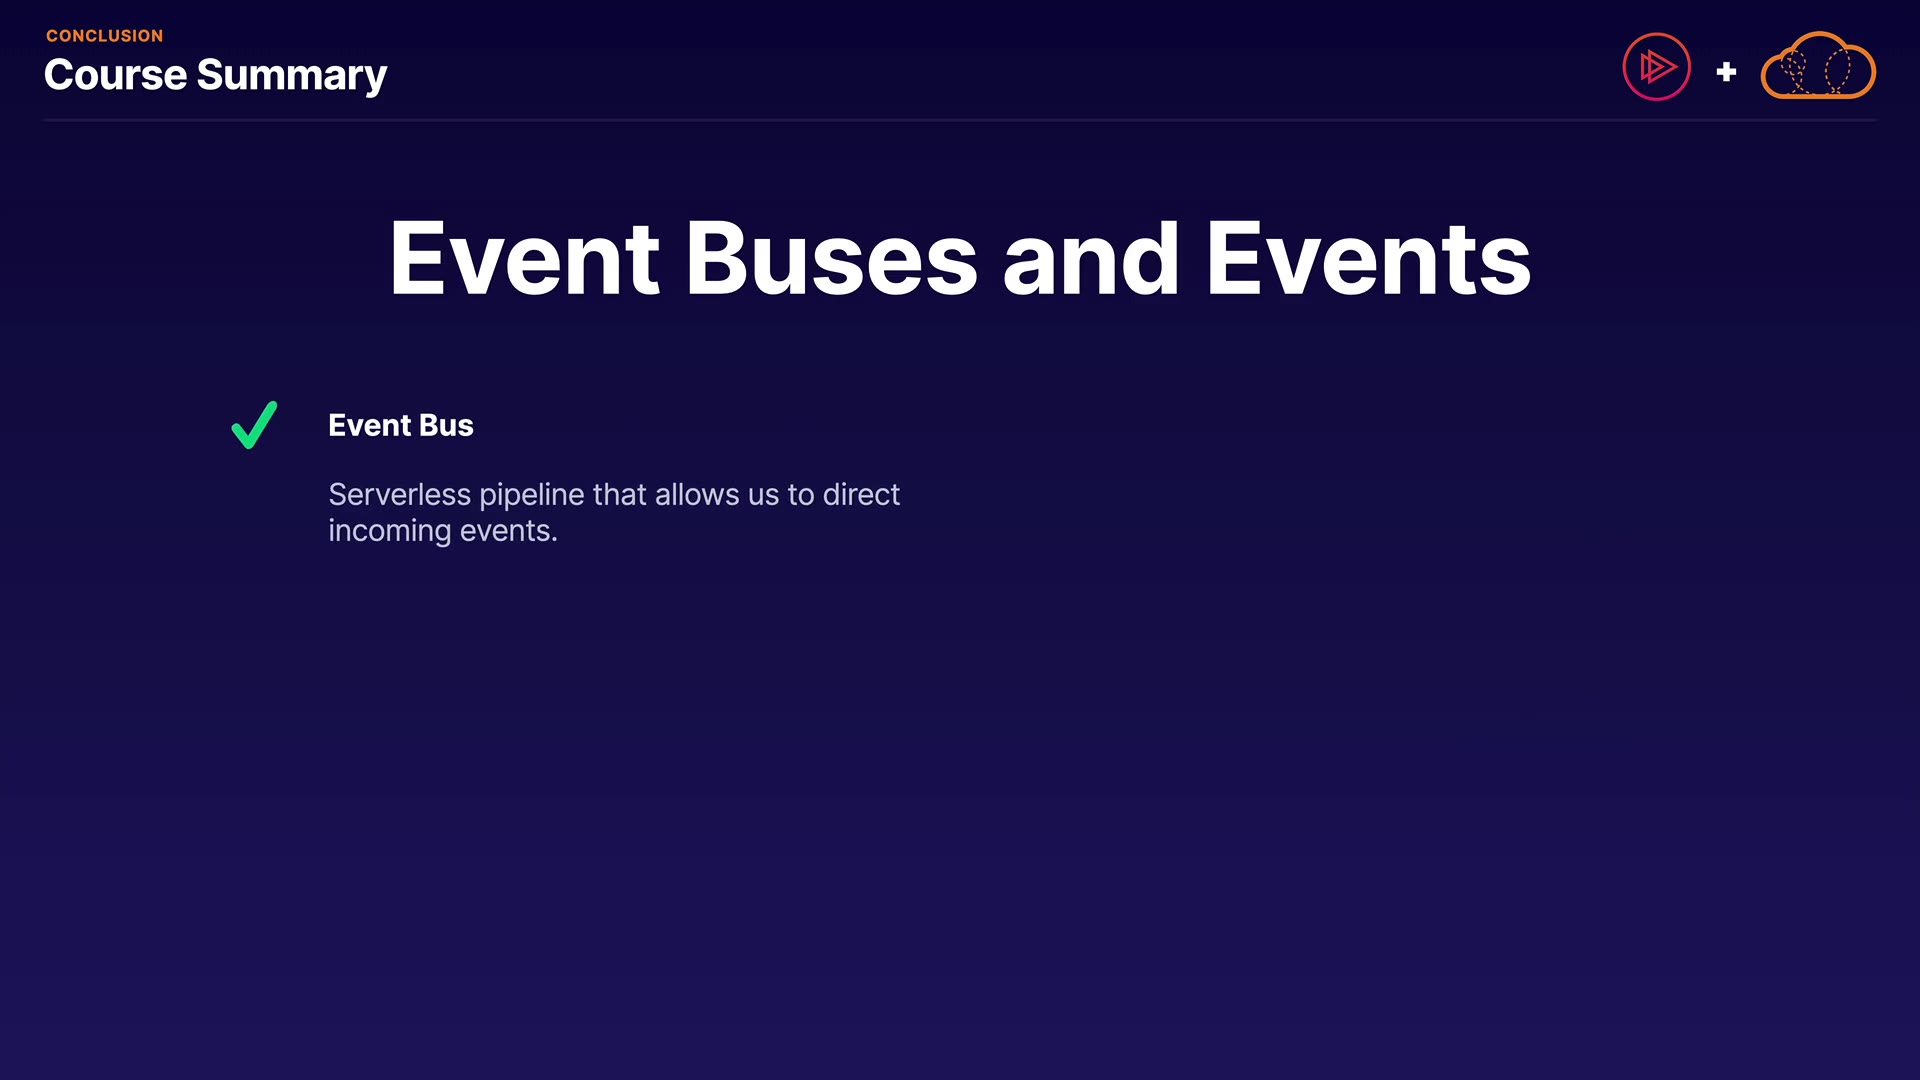 CONCLUSION
Course Summary
Event Buses and Events
Event Bus
Serverless pipeline that allows us to direct
incoming events.